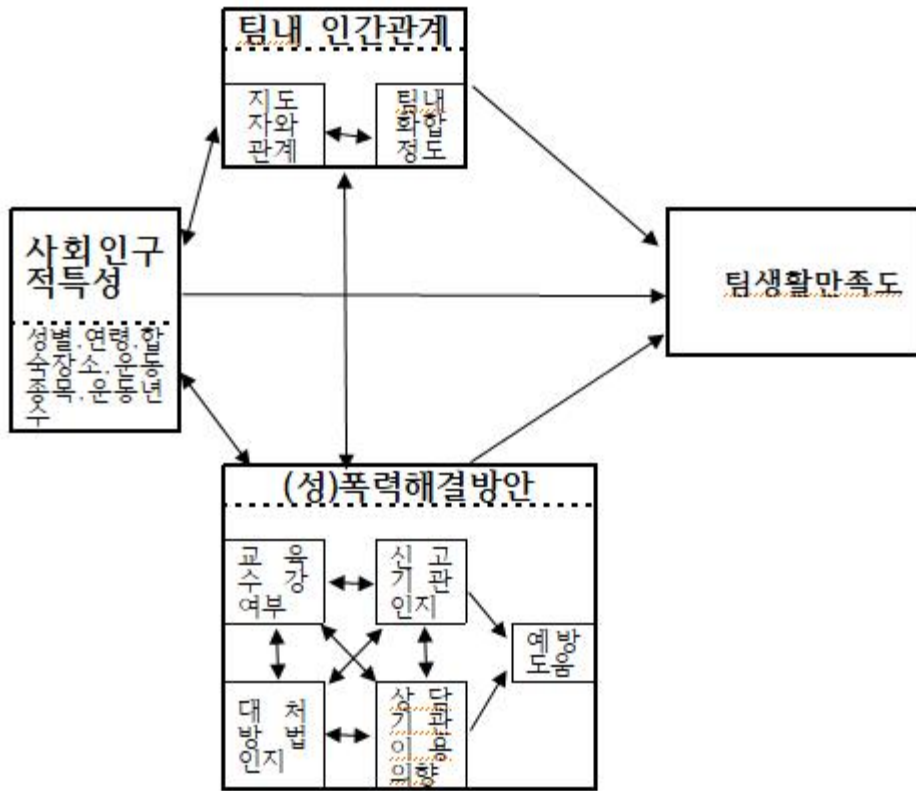 팀내 인간관계
지도
자와
관계
팀내
화합
정도
사회인구
적특성
성별.연령.합
숙장소.운동
종목.운동년
수
팀생활만족도
(성)폭력해결방안
교 육
수 강
여부
신 고
기 관
인지
예방
도움
대 처
방 법
인지
상 담
기 관
이 용
의향